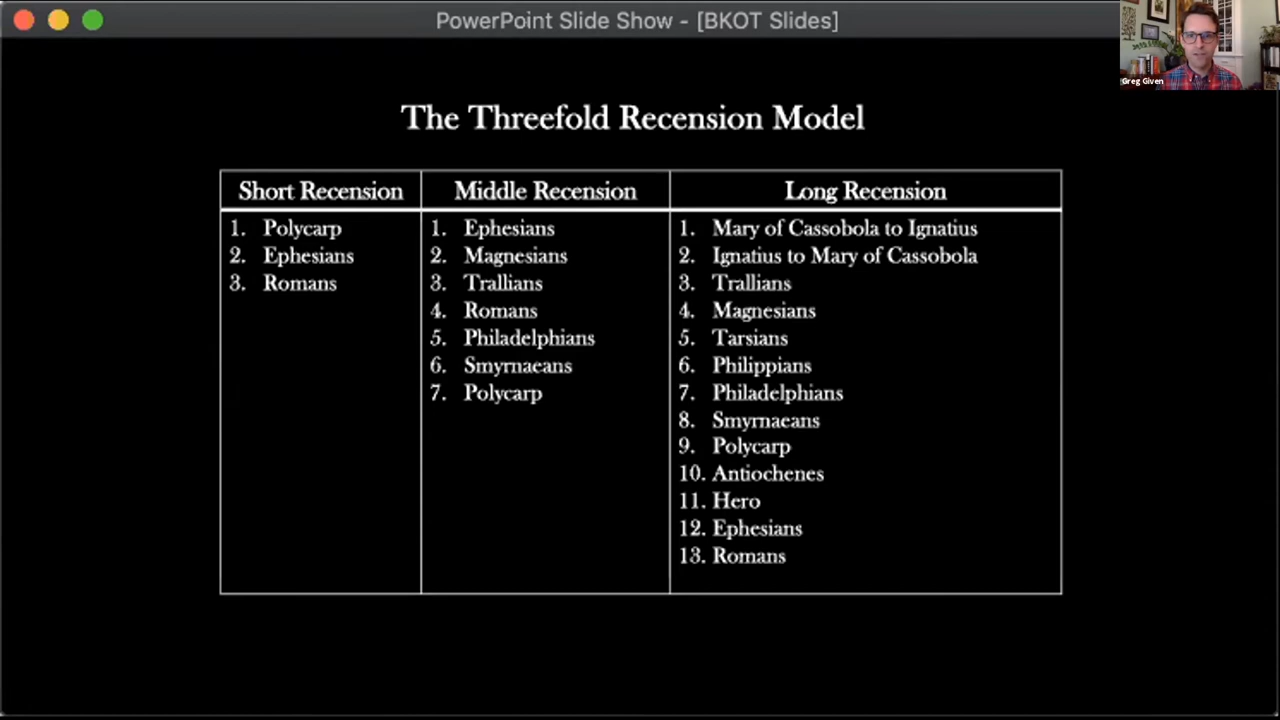 PowerPoint Slide Show - [BKOT Slides]
Greg Given
The Threefold Recension Model
Short Recension
1. Polycarp
2. Ephesians
3. Romans
Middle Recension
1. Ephesians
2. Magnesians
3. Trallians
4. Romans
5. Philadelphians
6. Smyrnaeans
7. Polycarp
Long Recension
1. Mary of Cassobola to Ignatius
2. Ignatius to Mary of Cassobola
3. Trallians
4. Magnesians
5. Tarsians
6. Philippians
7. Philadelphians
8. Smyrnaeans
9. Polycarp
10. Antiochenes
11. Hero
12. Ephesians
13. Romans